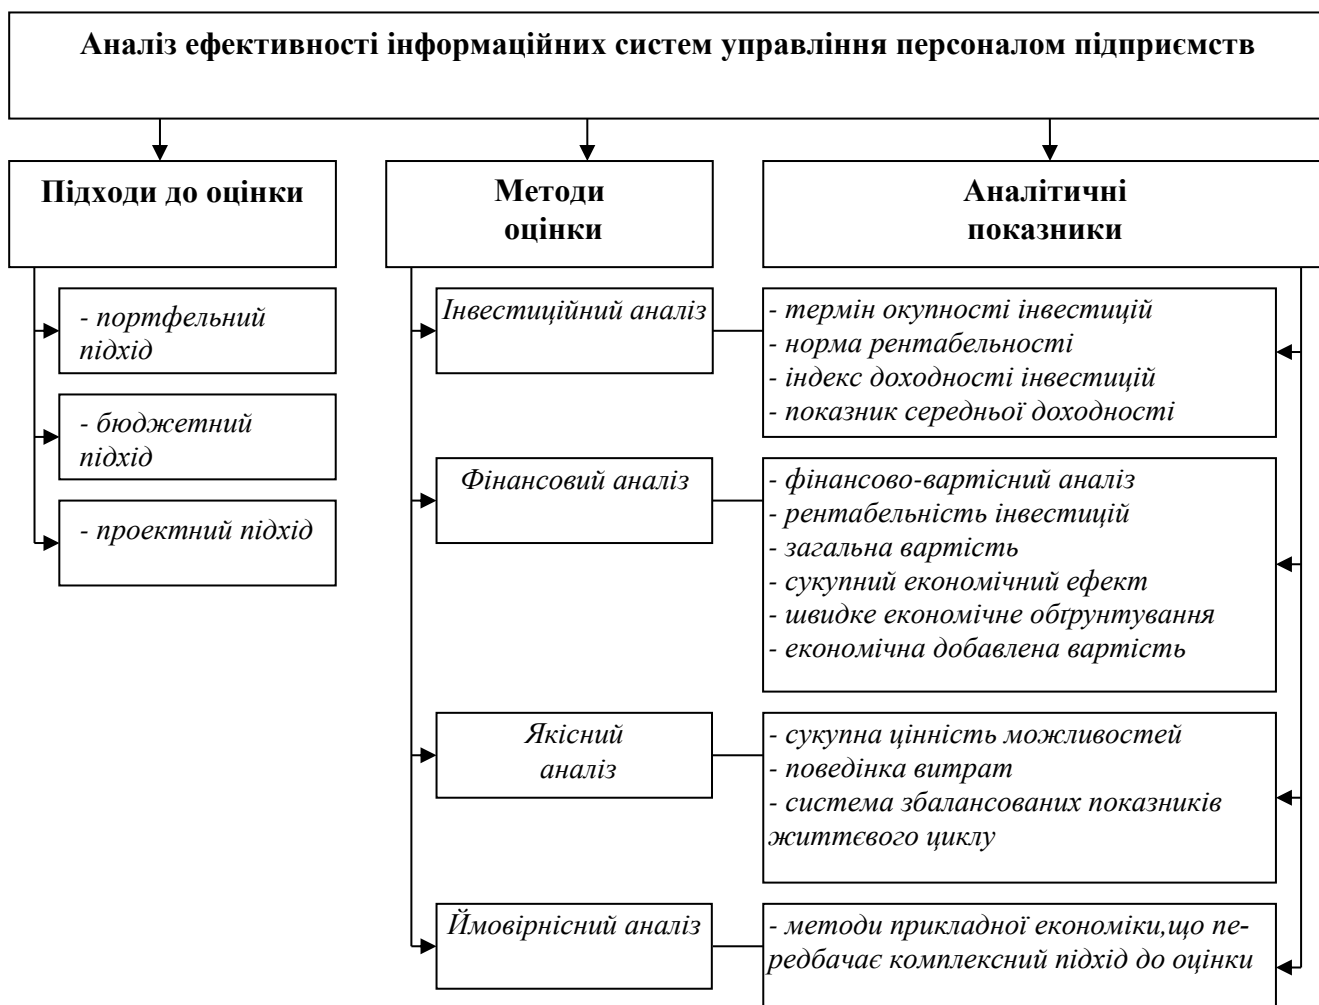 Аналіз ефективності інформаційних систем управління персоналом підприємств
Підходи до оцінки
- портфельний
підхід
- бюджетний
підхід
- проектний підхід
Методи
оцінки
Інвестиційний аналіз
Фінансовий аналіз
Якісний
аналіз
Ймовірнісний аналіз
Аналітичні
показники
- термін окупності інвестицій
- норма рентабельності
- індекс доходності інвестицій
- показник середньої доходності
- фінансово-вартісний аналіз
- рентабельність інвестицій
- загальна вартість
- сукупний економічний ефект
- швидке економічне обґрунтування
- економічна добавлена вартість
- сукупна цінність можливостей
- поведінка витрат
- система збалансованих показників
життєвого циклу
- методи прикладної економіки,що пе-
редбачає комплексний підхід до оцінки